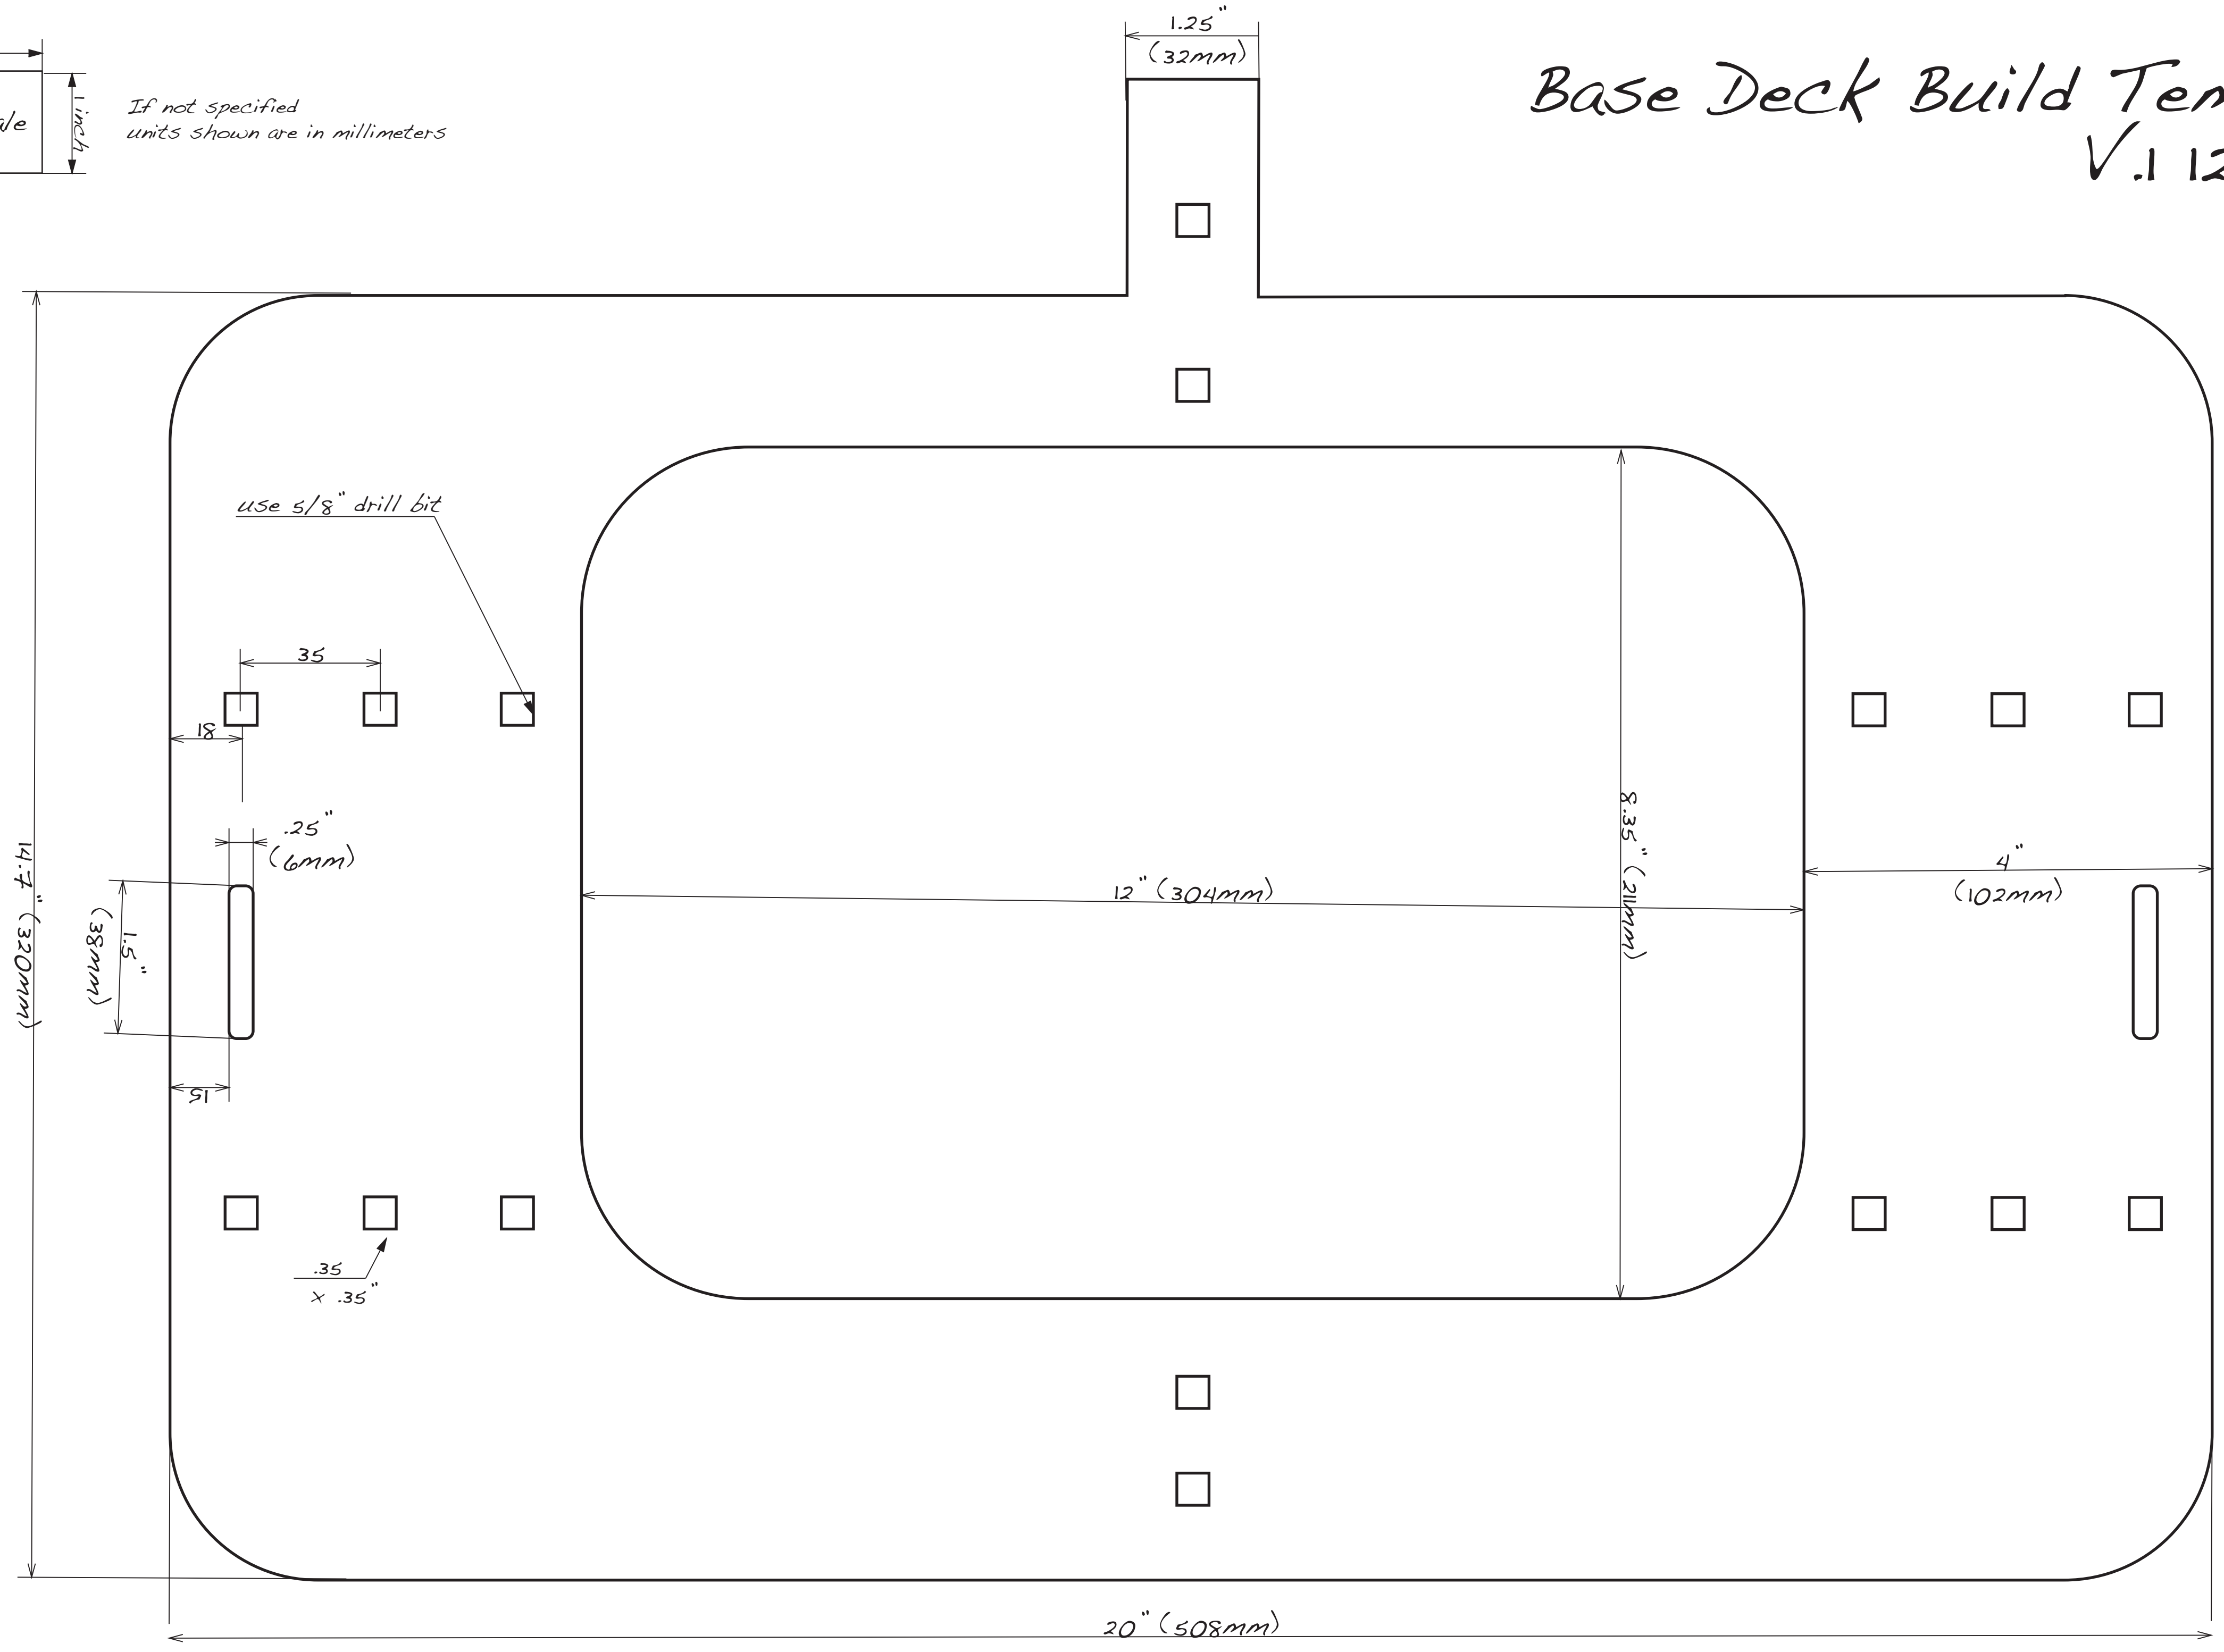 1.25"
(32mm)
1 inch
If not specified
units shown are in millimeters
Base Deck Build
V.1 12
use 5/8" drill bit
35
18
.25"
(6mm)
14.7" (320mm)
1.5"
(38mm)
15
12" (304mm)
8.35" (211mm)
4"
(102mm)
.35
x .35"
20" (508mm)